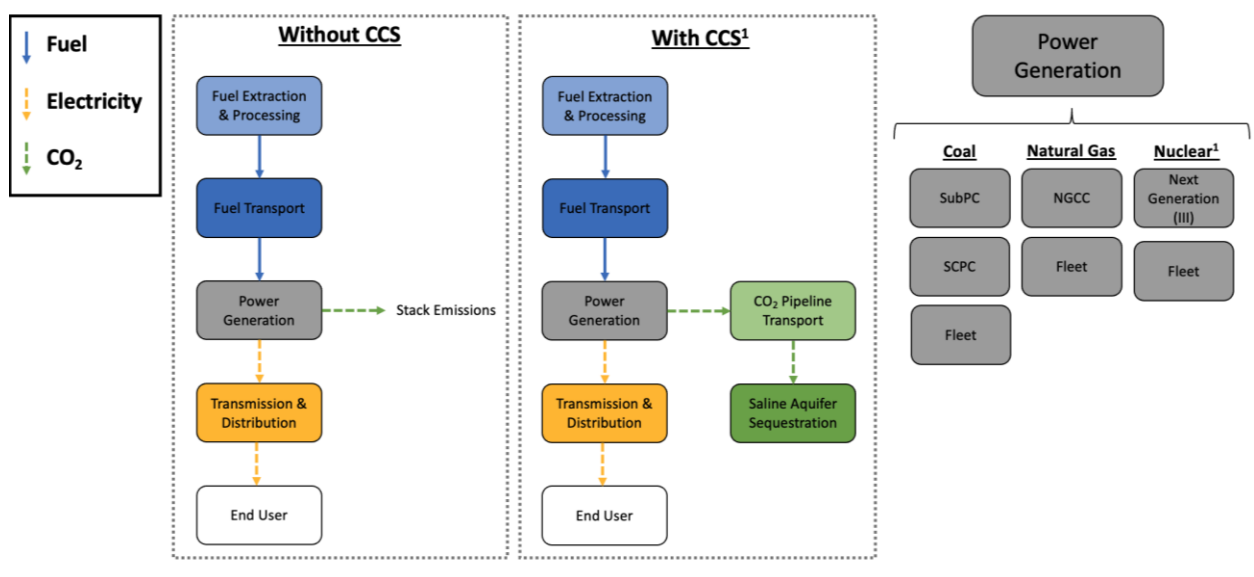 Fuel
Electricity
CO₂
Without CCS
Fuel Extraction
& Processing
Fuel Transport
Power
Generation
Stack Emissions
Transmission &
Distribution
End User
With CCS¹
Fuel Extraction
& Processing
Fuel Transport
Power
Generation
CO₂ Pipeline
Transport
Transmission &
Distribution
Saline Aquifer
Sequestration
End User
Power
Generation
Coal
SubPC
SCPC
Fleet
Natural Gas
NGCC
Fleet
Nuclear¹
Next
Generation
(III)
Fleet